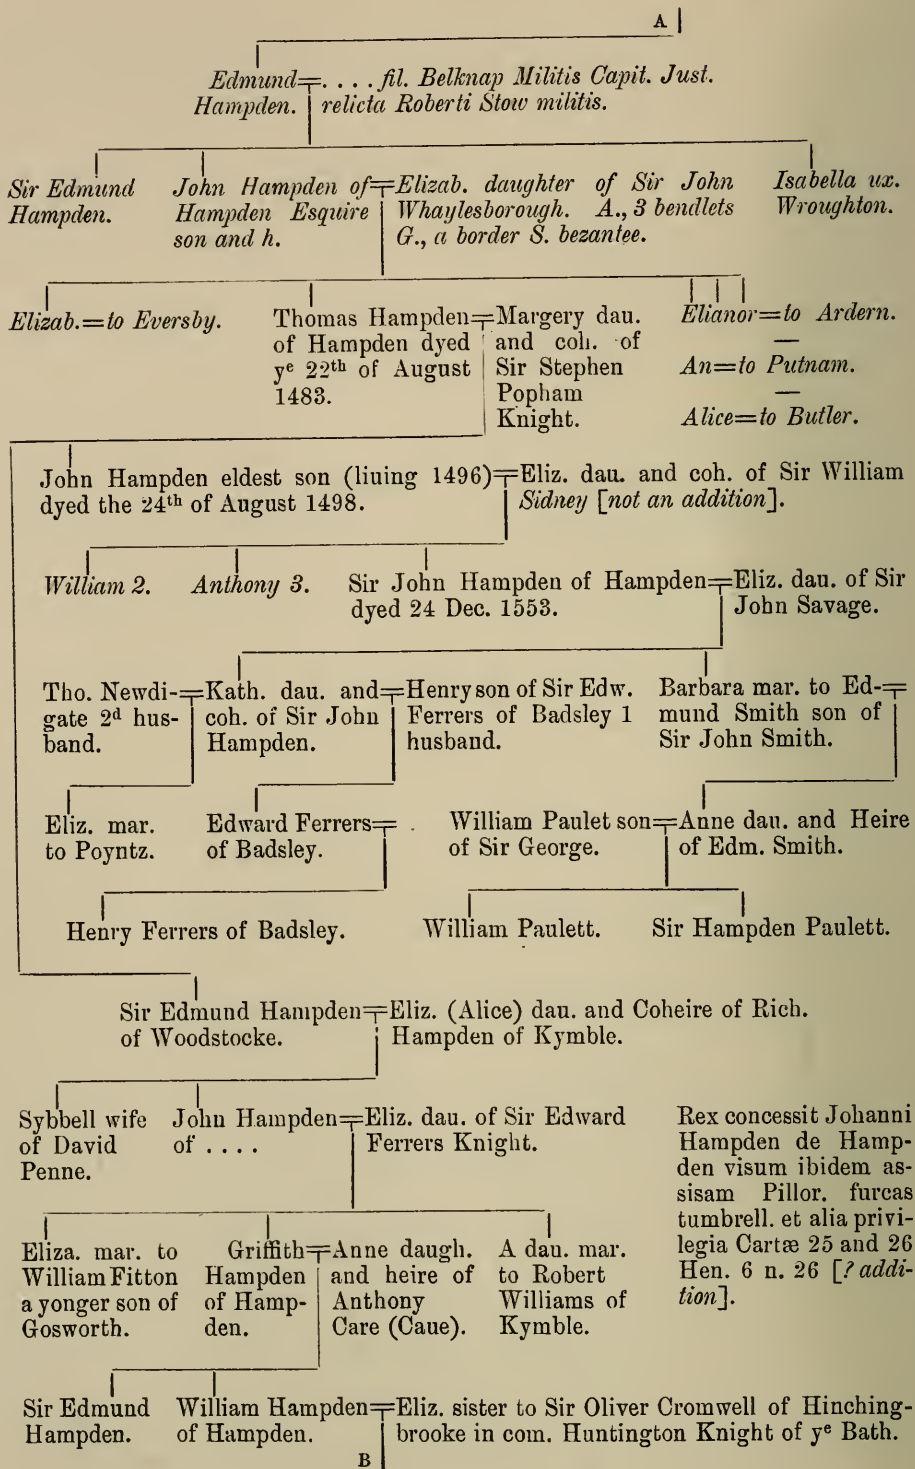 A
Edmund=. . . . fil. Belknap Militis Capit. Just.
Hampden. relicta Roberti Stow militis.
Sir Edmund
Hampden.
John Hampden of=Elizab. daughter of Sir John
Hampden Esquire Whaylesborough. A., 3 bendlets
son and h. G., a border S. bezantee.
Isabella ux.
Wroughton.
Elizab.=to Eversby.
Thomas Hampden=Margery dau.
of Hampden dyed and coh. of
yᵉ 22ᵗʰ of August Sir Stephen
1483. Popham
Knight.
Elianor=to Ardern.
—
An=to Putnam.
—
Alice=to Butler.
John Hampden eldest son (liuing 1496)=Eliz. dau. and coh. of Sir William
dyed the 24ᵗʰ of August 1498. Sidney [not an addition].
William 2.
Anthony 3.
Sir John Hampden of Hampden=Eliz. dau. of Sir
dyed 24 Dec. 1553. John Savage.
Tho. Newdi-=Kath. dau. and=Henry son of Sir Edw.
gate 2ᵈ hus- coh. of Sir John Ferrers of Badsley 1
band. Hampden. husband.
Barbara mar. to Ed-=
mund Smith son of
Sir John Smith.
Eliz. mar.
to Poyntz.
Edward Ferrers=
of Badsley.
William Paulet son=Anne dau. and Heire
of Sir George. of Edm. Smith.
Henry Ferrers of Badsley.
William Paulett.
Sir Hampden Paulett.
Sir Edmund Hampden=Eliz. (Alice) dau. and Coheire of Rich.
of Woodstocke. Hampden of Kymble.
Sybbell wife
of David
Penne.
John Hampden=Eliz. dau. of Sir Edward
of . . . . Ferrers Knight.
Rex concessit Johanni
Hampden de Hamp-
den visum ibidem as-
sisam Pillor. furcas
tumbrell. et alia privi-
legia Cartæ 25 and 26
Hen. 6 n. 26 [? addi-
tion].
Eliza. mar. to
William Fitton
a yonger son of
Gosworth.
Griffith=Anne daugh.
Hampden and heire of
of Hamp- Anthony
den. Care (Caue).
A dau. mar.
to Robert
Williams of
Kymble.
Sir Edmund
Hampden.
William Hampden=Eliz. sister to Sir Oliver Cromwell of Hinching-
of Hampden. brooke in com. Huntington Knight of yᵉ Bath.
B